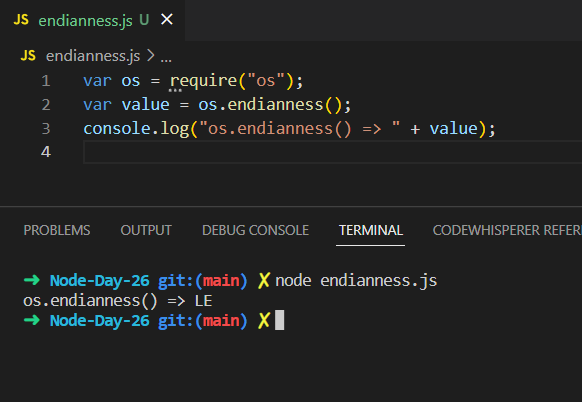 JS endianness.js U ×
JS endianness.js > ...
1 var os = require("os");
2 var value = os.endianness();
3 console.log("os.endianness() => " + value);
4
PROBLEMS OUTPUT DEBUG CONSOLE TERMINAL CODEWHISPERER REFER
➜ Node-Day-26 git:(main) ✗ node endianness.js
os.endianness() => LE
➜ Node-Day-26 git:(main) ✗